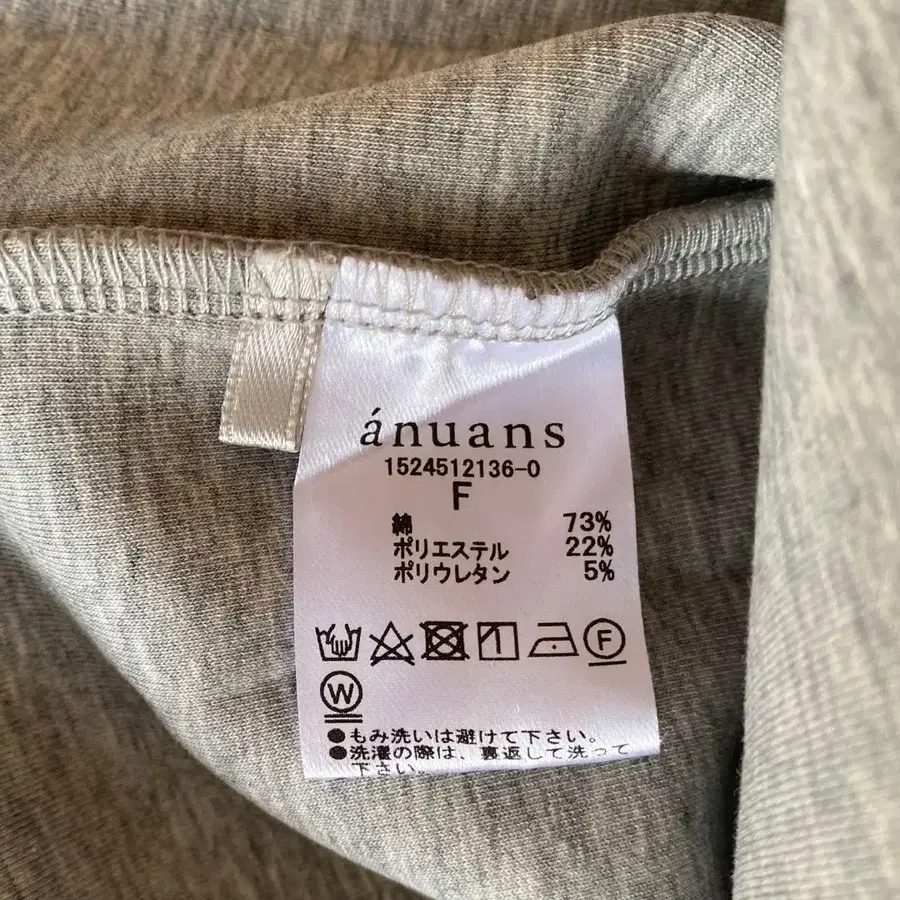 ánuans
1524512136-0
F
綿 73%
ポリエステル 22%
ポリウレタン 5%
F
W
●もみ洗いは避けて下さい。
●洗濯の際は、裏返して洗って
下さい。